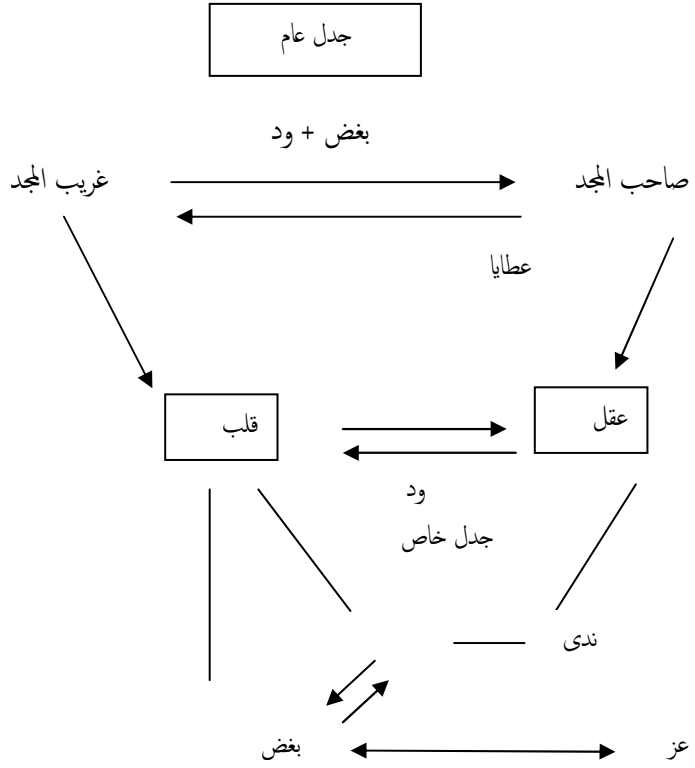 جدل عام
بغض + ود
صاحب المجد
غريب المجد
عطايا
عقل
قلب
ود
جدل خاص
ندى
عز
بغض